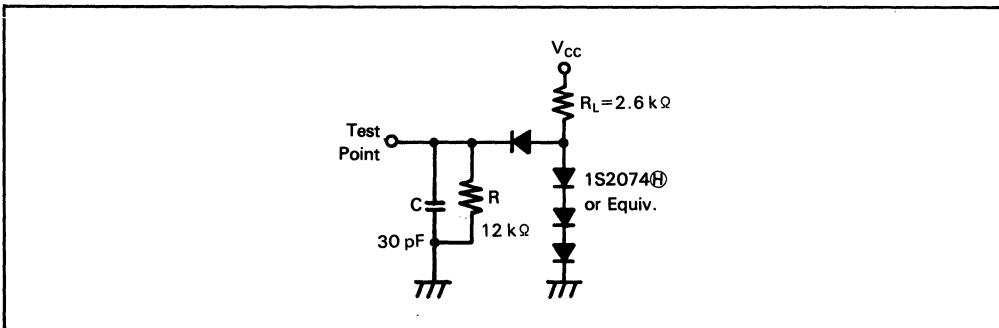 V_CC
R_L=2.6 kΩ
Test
Point
1S2074Ⓗ
or Equiv.
C
R
30 pF
12 kΩ